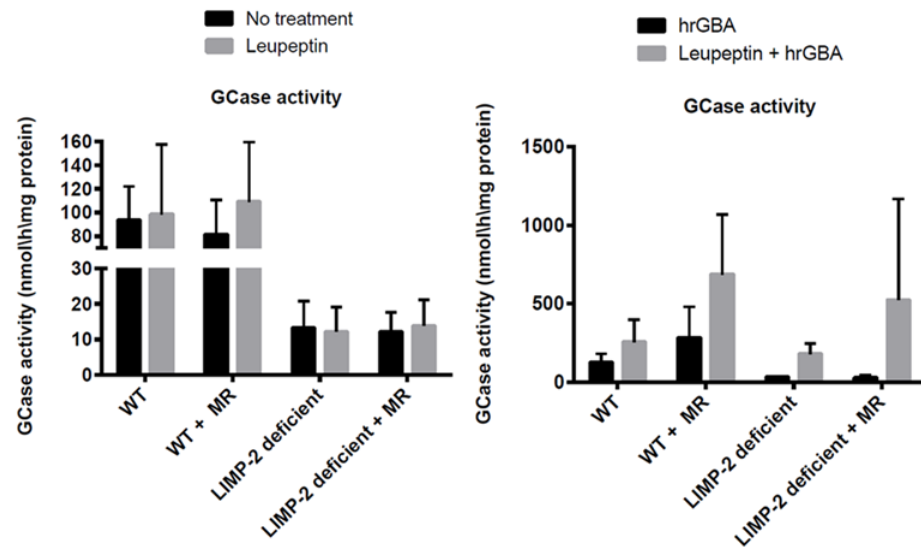 No treatment
Leupeptin
GCase activity
GCase activity (nmol\h\mg protein)
160
140
120
100
80
30
20
10
0
WT
WT + MR
LIMP-2 deficient
LIMP-2 deficient + MR
hrGBA
Leupeptin + hrGBA
GCase activity
GCase activity (nmol\h\mg protein)
1500
1000
500
0
WT
WT + MR
LIMP-2 deficient
LIMP-2 deficient + MR